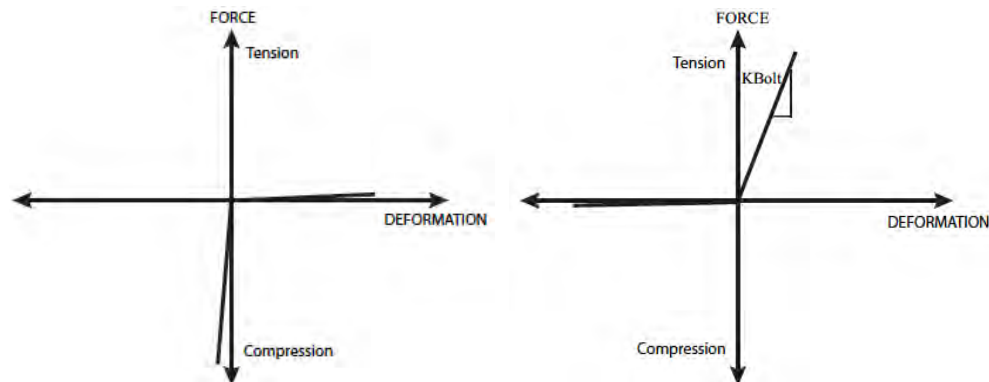 FORCE
Tension
DEFORMATION
Compression
FORCE
Tension
KBolt
DEFORMATION
Compression